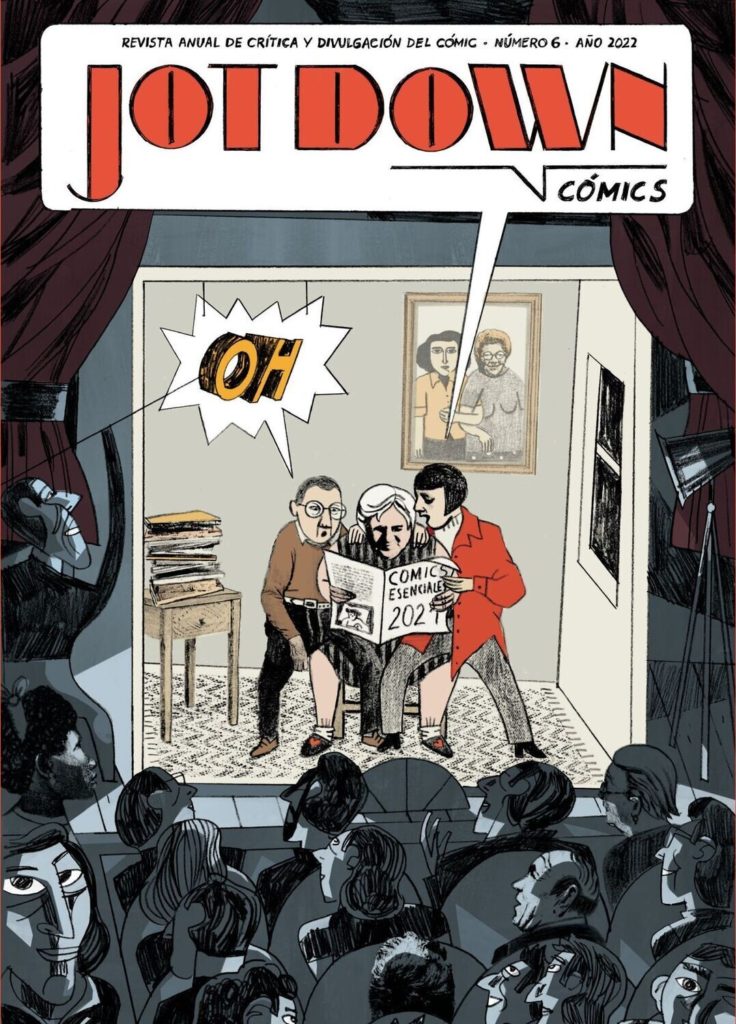 REVISTA ANUAL DE CRÍTICA Y DIVULGACIÓN DEL CÓMIC · NÚMERO 6 · AÑO 2022
JOT DOWN
CÓMICS
OH
COMICS
ESENCIALES
2021